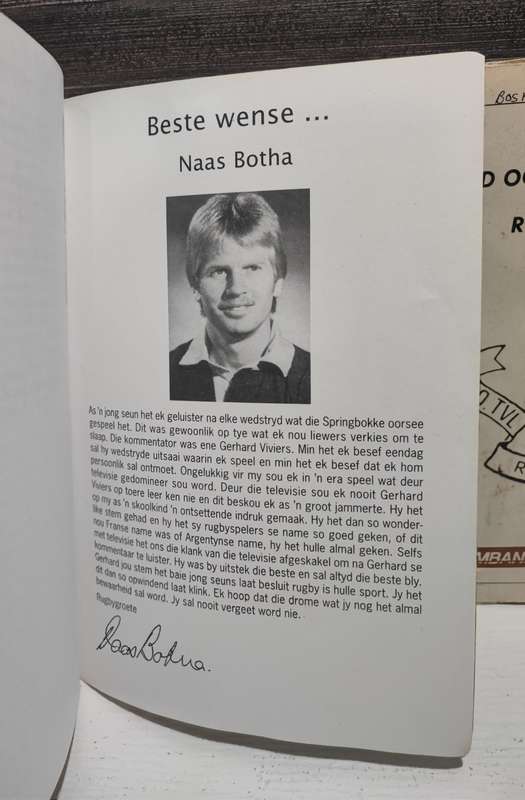 Beste wense ...
Naas Botha
As 'n jong seun het ek geluister na elke wedstryd wat die Springbokke oorsee
gespeel het. Dit was gewoonlik op tye wat ek nou liewers verkies om te
slaap. Die kommentator was ene Gerhard Viviers. Min het ek besef eendag
sal hy wedstryde uitsaai waarin ek speel en min het ek besef dat ek hom
persoonlik sal ontmoet. Ongelukkig vir my sou ek in 'n era speel wat deur
televisie gedomineer sou word. Deur die televisie sou ek nooit Gerhard
Viviers op toere leer ken nie en dit beskou ek as 'n groot jammerte. Hy het
op my as 'n skoolkind 'n ontsettende indruk gemaak. Hy het dan so wonder-
like stem gehad en hy het sy rugbyspelers se name so goed geken, of dit
nou Franse name was of Argentynse name, hy het hulle almal geken. Selfs
met televisie het ons die klank van die televisie afgeskakel om na Gerhard se
kommentaar te luister. Hy was by uitstek die beste en sal altyd die beste bly.
Gerhard jou stem het baie jong seuns laat besluit rugby is hulle sport. Jy het
dit dan so opwindend laat klink. Ek hoop dat die drome wat jy nog het almal
bewaarheid sal word. Jy sal nooit vergeet word nie.
Rugbygroete
Naas Botha.
BOS
D O
R
O. TVL
R
MBAN